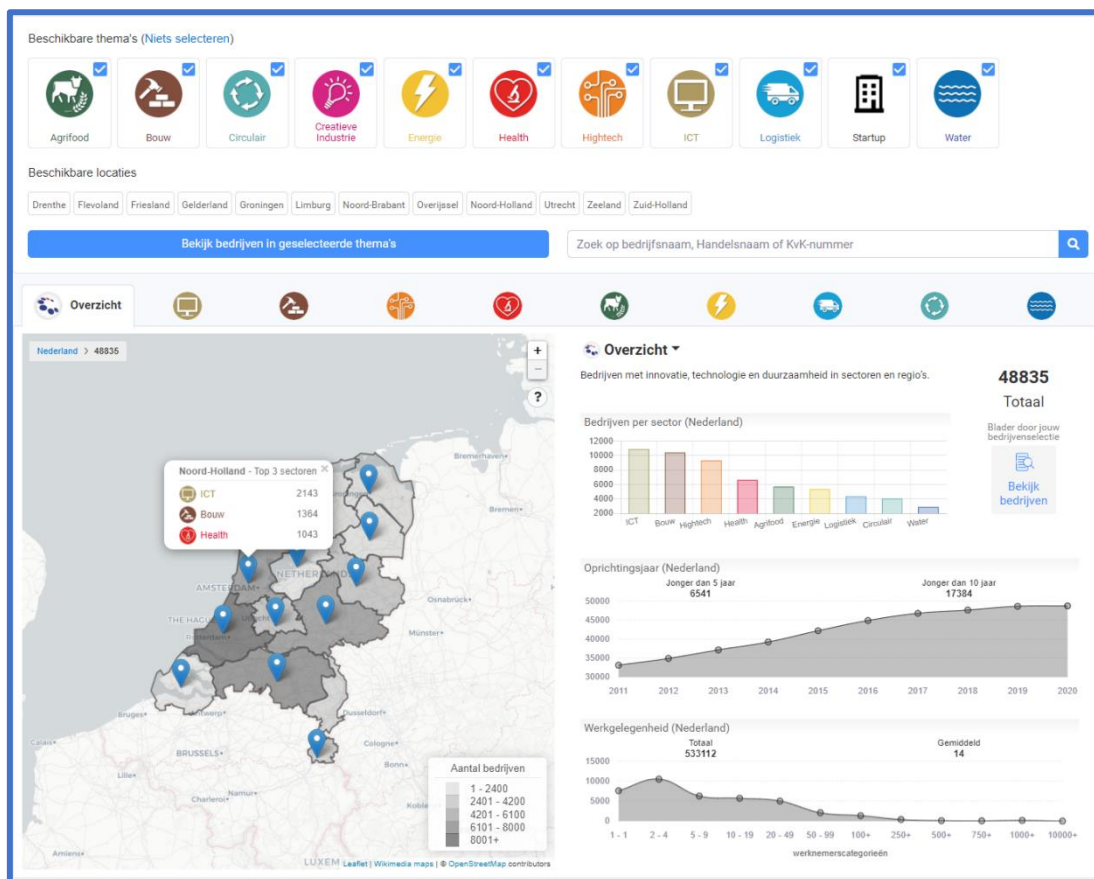 Beschikbare thema's (Niets selecteren)
Agrifood
Bouw
Circulair
Creatieve
Industrie
Energie
Health
Hightech
ICT
Logistiek
Startup
Water
Beschikbare locaties
Drenthe Flevoland Friesland Gelderland Groningen Limburg Noord-Brabant Overijssel Noord-Holland Utrecht Zeeland Zuid-Holland
Bekijk bedrijven in geselecteerde thema's
Zoek op bedrijfsnaam, Handelsnaam of KvK-nummer
Overzicht
Nederland > 48835
+
−
?
Noord-Holland - Top 3 sectoren ×
ICT 2143
Bouw 1364
Health 1043
Bremerhaven
Bremen
AMSTERDAM
Osnabrück
THE HAGUE
Utrecht
Rotterdam
Münster
Bruges
Antwerp
Dusseldorf
Calais
BRUSSELS
Cologne
Lille
Bonn
Namur
Charleroi
Amiens
LUXEM
Aantal bedrijven
1 - 2400
2401 - 4200
4201 - 6100
6101 - 8000
8001+
Leaflet | Wikimedia maps | © OpenStreetMap contributors
Overzicht
Bedrijven met innovatie, technologie en duurzaamheid in sectoren en regio's.
48835
Totaal
Blader door jouw
bedrijvenselectie
Bekijk
bedrijven
Bedrijven per sector (Nederland)
12000
10000
8000
6000
4000
2000
ICT Bouw Hightech Health Agrifood Energie Logistiek Circulair Water
Oprichtingsjaar (Nederland)
Jonger dan 5 jaar
6541
Jonger dan 10 jaar
17384
50000
45000
40000
35000
30000
2011 2012 2013 2014 2015 2016 2017 2018 2019 2020
Werkgelegenheid (Nederland)
Totaal
533112
Gemiddeld
14
15000
10000
5000
0
1 - 1 2 - 4 5 - 9 10 - 19 20 - 49 50 - 99 100+ 250+ 500+ 750+ 1000+ 10000+
werknemerscategorieën